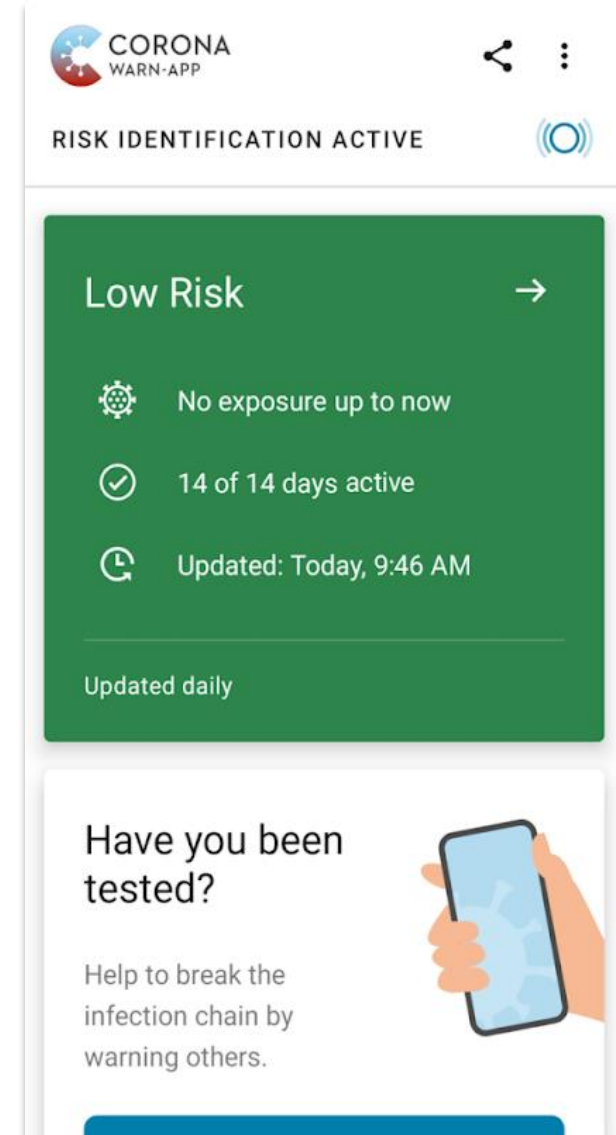 CORONA
WARN-APP
RISK IDENTIFICATION ACTIVE
Low Risk
No exposure up to now
14 of 14 days active
Updated: Today, 9:46 AM
Updated daily
Have you been
tested?
Help to break the
infection chain by
warning others.